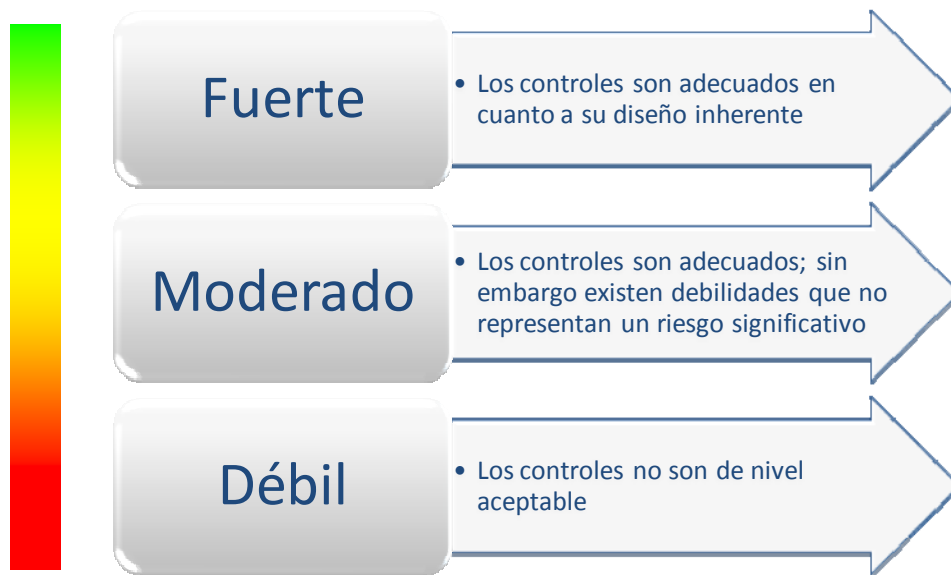 Fuerte
• Los controles son adecuados en
cuanto a su diseño inherente
Moderado
• Los controles son adecuados; sin
embargo existen debilidades que no
representan un riesgo significativo
Débil
• Los controles no son de nivel
aceptable